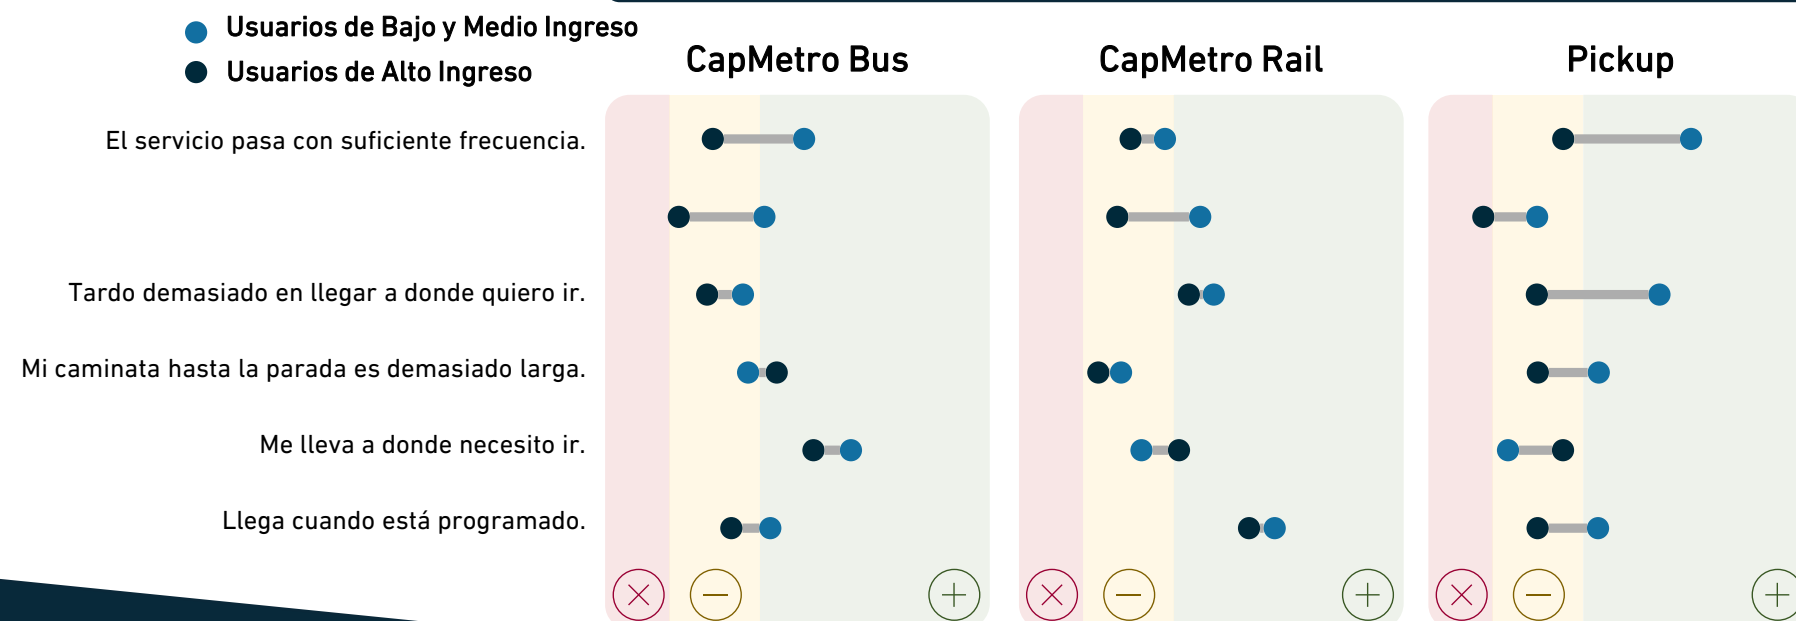 Usuarios de Bajo y Medio Ingreso
Usuarios de Alto Ingreso
CapMetro Bus
CapMetro Rail
Pickup
El servicio pasa con suficiente frecuencia.
Tardo demasiado en llegar a donde quiero ir.
Mi caminata hasta la parada es demasiado larga.
Me lleva a donde necesito ir.
Llega cuando está programado.